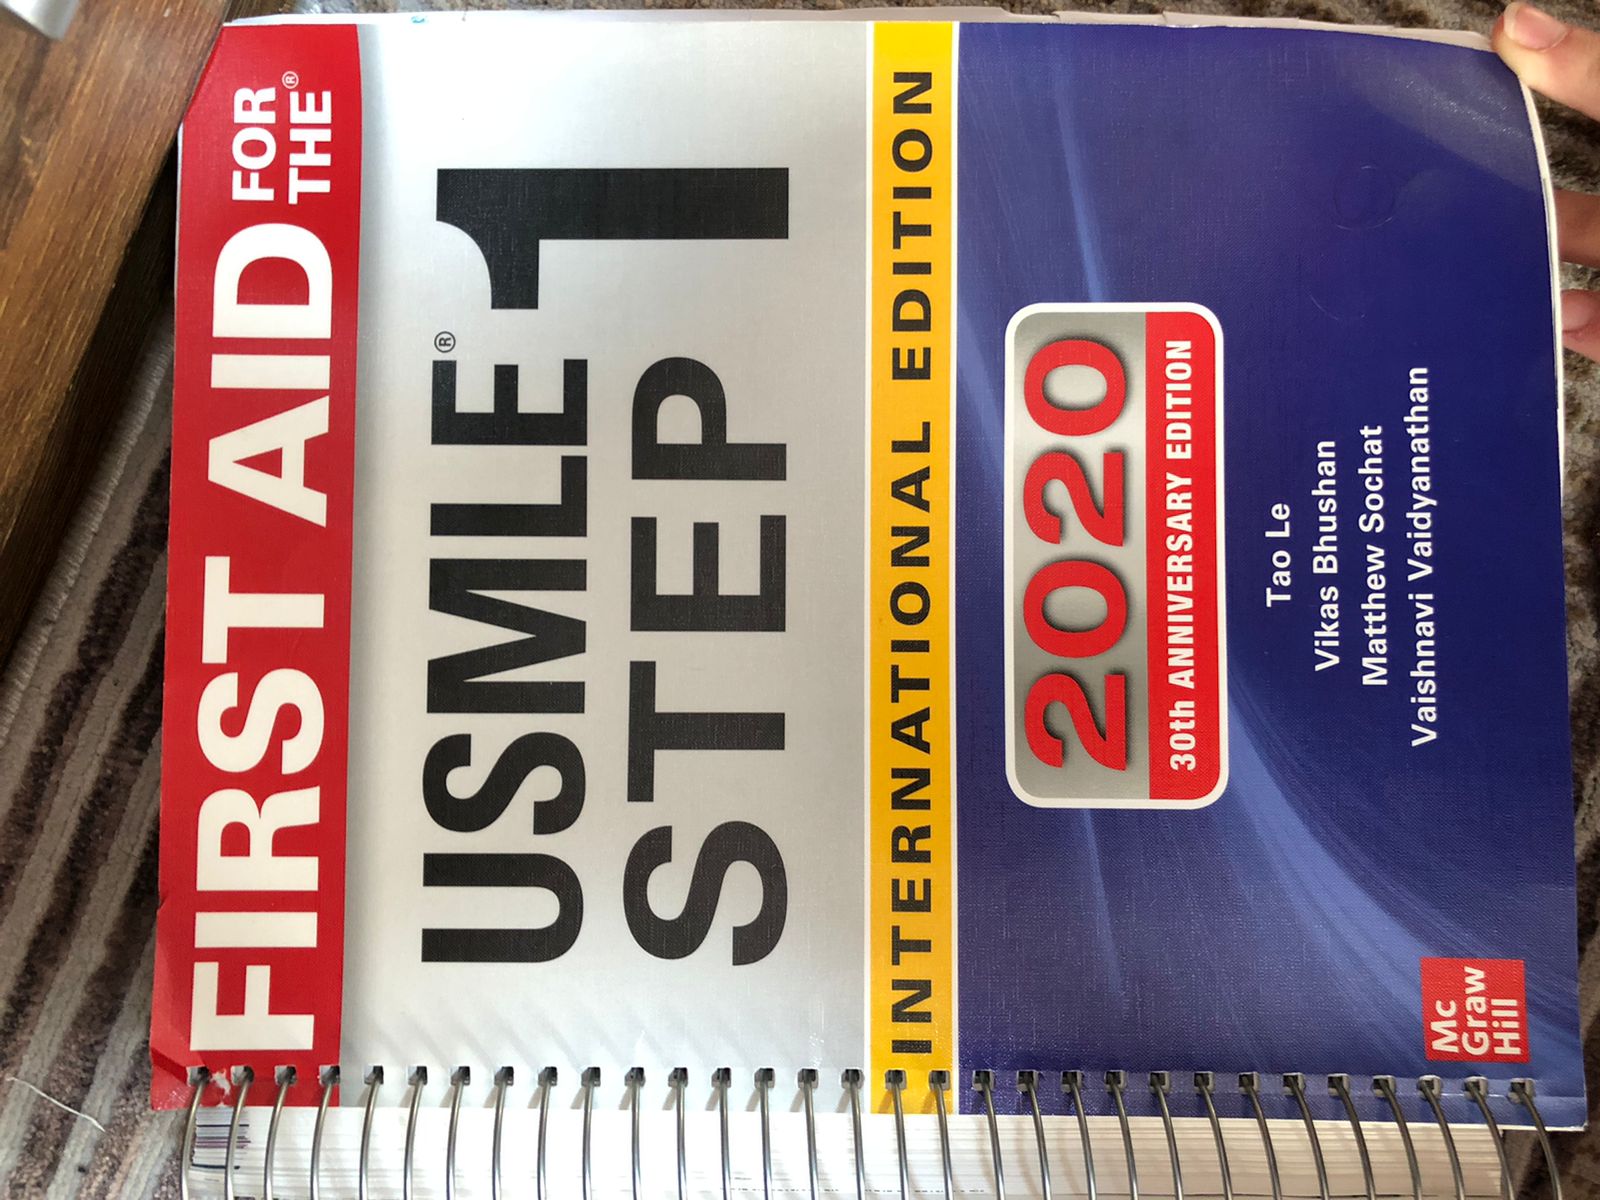 FIRST AID FOR THE®
USMLE®
STEP 1
INTERNATIONAL EDITION
2020
30th ANNIVERSARY EDITION
Tao Le
Vikas Bhushan
Matthew Sochat
Vaishnavi Vaidyanathan
Mc
Graw
Hill